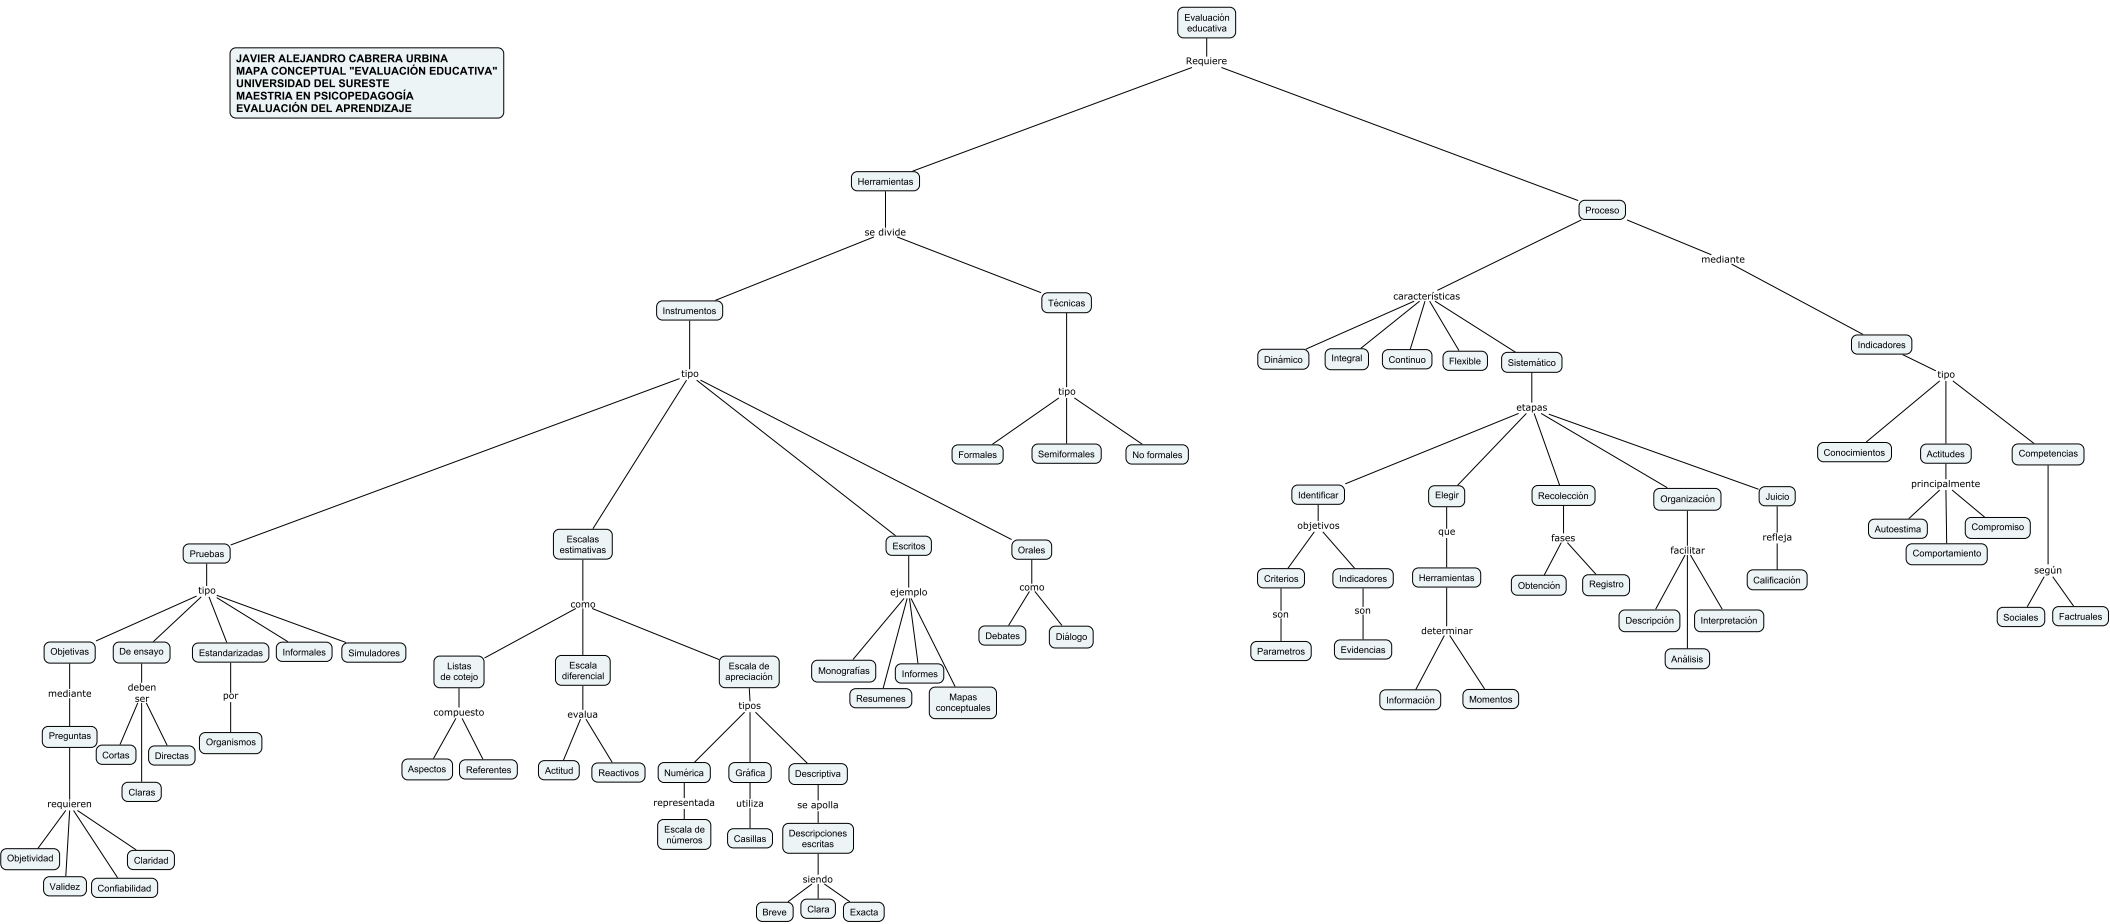 Evaluación
educativa
JAVIER ALEJANDRO CABRERA URBINA
MAPA CONCEPTUAL "EVALUACIÓN EDUCATIVA"
UNIVERSIDAD DEL SURESTE
MAESTRIA EN PSICOPEDAGOGÍA
EVALUACIÓN DEL APRENDIZAJE
Requiere
Herramientas
Proceso
se divide
mediante
Instrumentos
Técnicas
características
Indicadores
Dinámico
Integral
Continuo
Flexible
Sistemático
tipo
tipo
tipo
etapas
Formales
Semiformales
No formales
Conocimientos
Actitudes
Competencias
Identificar
Elegir
Recolección
Organización
Juicio
principalmente
objetivos
que
fases
facilitar
refleja
Autoestima
Compromiso
Comportamiento
Pruebas
Escalas
estimativas
Escritos
Orales
Criterios
Indicadores
Herramientas
Obtención
Registro
Calificación
según
tipo
como
ejemplo
como
son
son
determinar
Descripción
Interpretación
Análisis
Sociales
Factruales
Debates
Diálogo
Parametros
Evidencias
Información
Momentos
Objetivas
De ensayo
Estandarizadas
Informales
Simuladores
Listas
de cotejo
Escala
diferencial
Escala de
apreciación
Monografías
Resumenes
Informes
Mapas
conceptuales
mediante
deben
ser
por
compuesto
evalua
tipos
Preguntas
Cortas
Claras
Directas
Organismos
Aspectos
Referentes
Actitud
Reactivos
Numérica
Gráfica
Descriptiva
requieren
representada
utiliza
se apolla
Escala de
números
Casillas
Descripciones
escritas
Objetividad
Validez
Confiabilidad
Claridad
siendo
Breve
Clara
Exacta